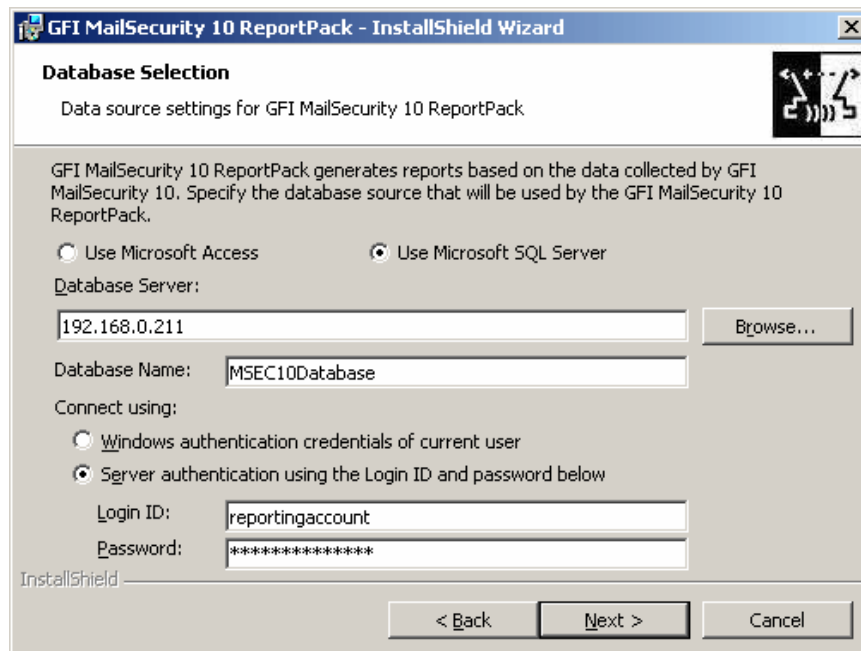 GFI MailSecurity 10 ReportPack - InstallShield Wizard
Database Selection
Data source settings for GFI MailSecurity 10 ReportPack
GFI MailSecurity 10 ReportPack generates reports based on the data collected by GFI
MailSecurity 10. Specify the database source that will be used by the GFI MailSecurity 10
ReportPack.
Use Microsoft Access
Use Microsoft SQL Server
Database Server:
192.168.0.211
Browse...
Database Name:
MSEC10Database
Connect using:
Windows authentication credentials of current user
Server authentication using the Login ID and password below
Login ID:
reportingaccount
Password:
**************
InstallShield
< Back
Next >
Cancel